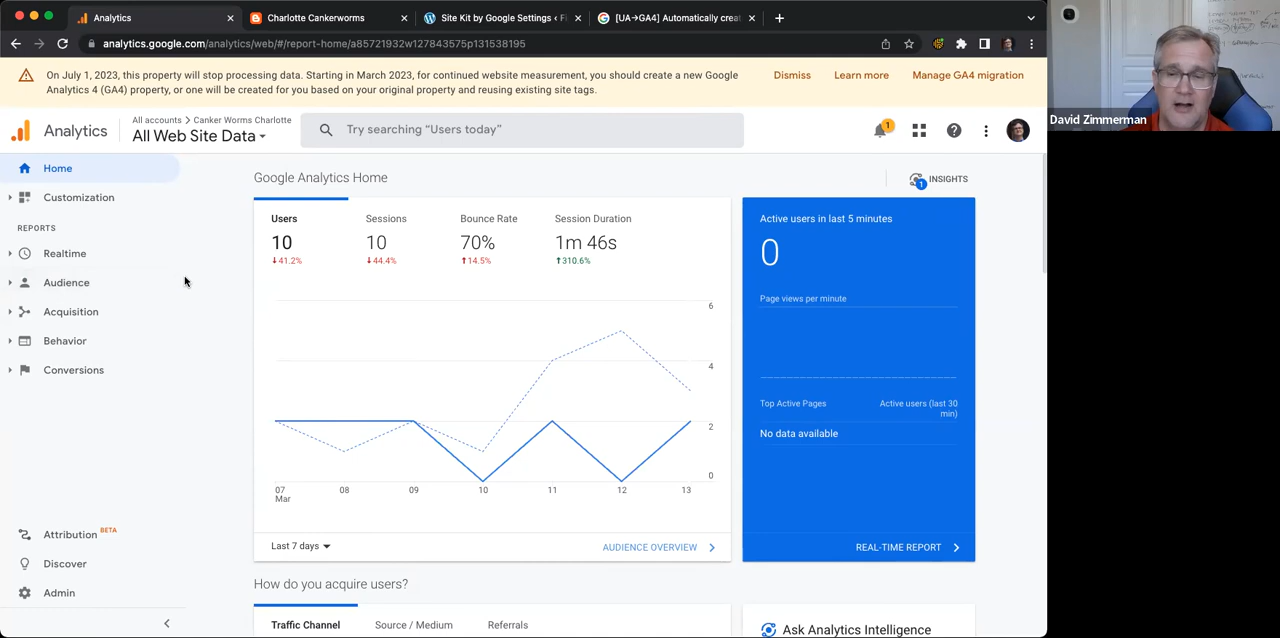 Analytics
Charlotte Cankerworms
Site Kit by Google Settings ‹ Fi
[UA→GA4] Automatically creat
analytics.google.com/analytics/web/#/report-home/a85721932w127843575p131538195
On July 1, 2023, this property will stop processing data. Starting in March 2023, for continued website measurement, you should create a new Google
Analytics 4 (GA4) property, or one will be created for you based on your original property and reusing existing site tags.
Dismiss
Learn more
Manage GA4 migration
David Zimmerman
Analytics
All accounts > Canker Worms Charlotte
All Web Site Data
Try searching “Users today”
1
Home
Customization
REPORTS
Realtime
Audience
Acquisition
Behavior
Conversions
Attribution BETA
Discover
Admin
Google Analytics Home
1
INSIGHTS
Users
10
41.2%
Sessions
10
44.4%
Bounce Rate
70%
14.5%
Session Duration
1m 46s
310.6%
6
4
2
0
07
Mar
08
09
10
11
12
13
Last 7 days
AUDIENCE OVERVIEW
Active users in last 5 minutes
0
Page views per minute
Top Active Pages
Active users (last 30
min)
No data available
REAL-TIME REPORT
How do you acquire users?
Traffic Channel
Source / Medium
Referrals
Ask Analytics Intelligence